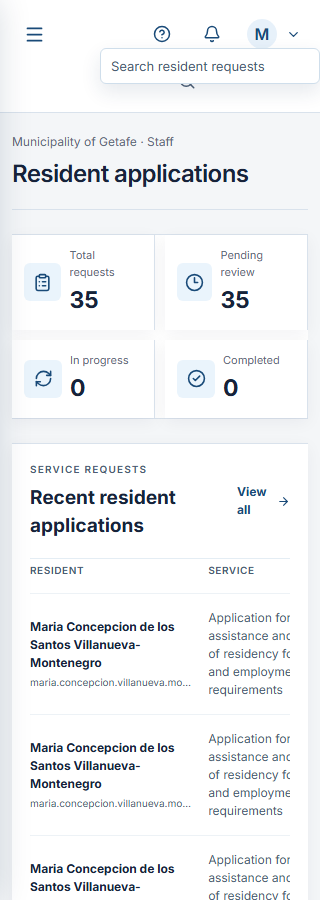 M
Search resident requests
Municipality of Getafe · Staff
Resident applications
Total
requests
35
Pending
review
35
In progress
0
Completed
0
SERVICE REQUESTS
Recent resident
applications
View
all
RESIDENT
SERVICE
Maria Concepcion de los
Santos Villanueva-
Montenegro
maria.concepcion.villanueva.mo...
Application for
assistance and
of residency fo
and employme
requirements
Maria Concepcion de los
Santos Villanueva-
Montenegro
maria.concepcion.villanueva.mo...
Application for
assistance and
of residency fo
and employme
requirements
Maria Concepcion de los
Santos Villanueva-
Application for
assistance and
of residency fo